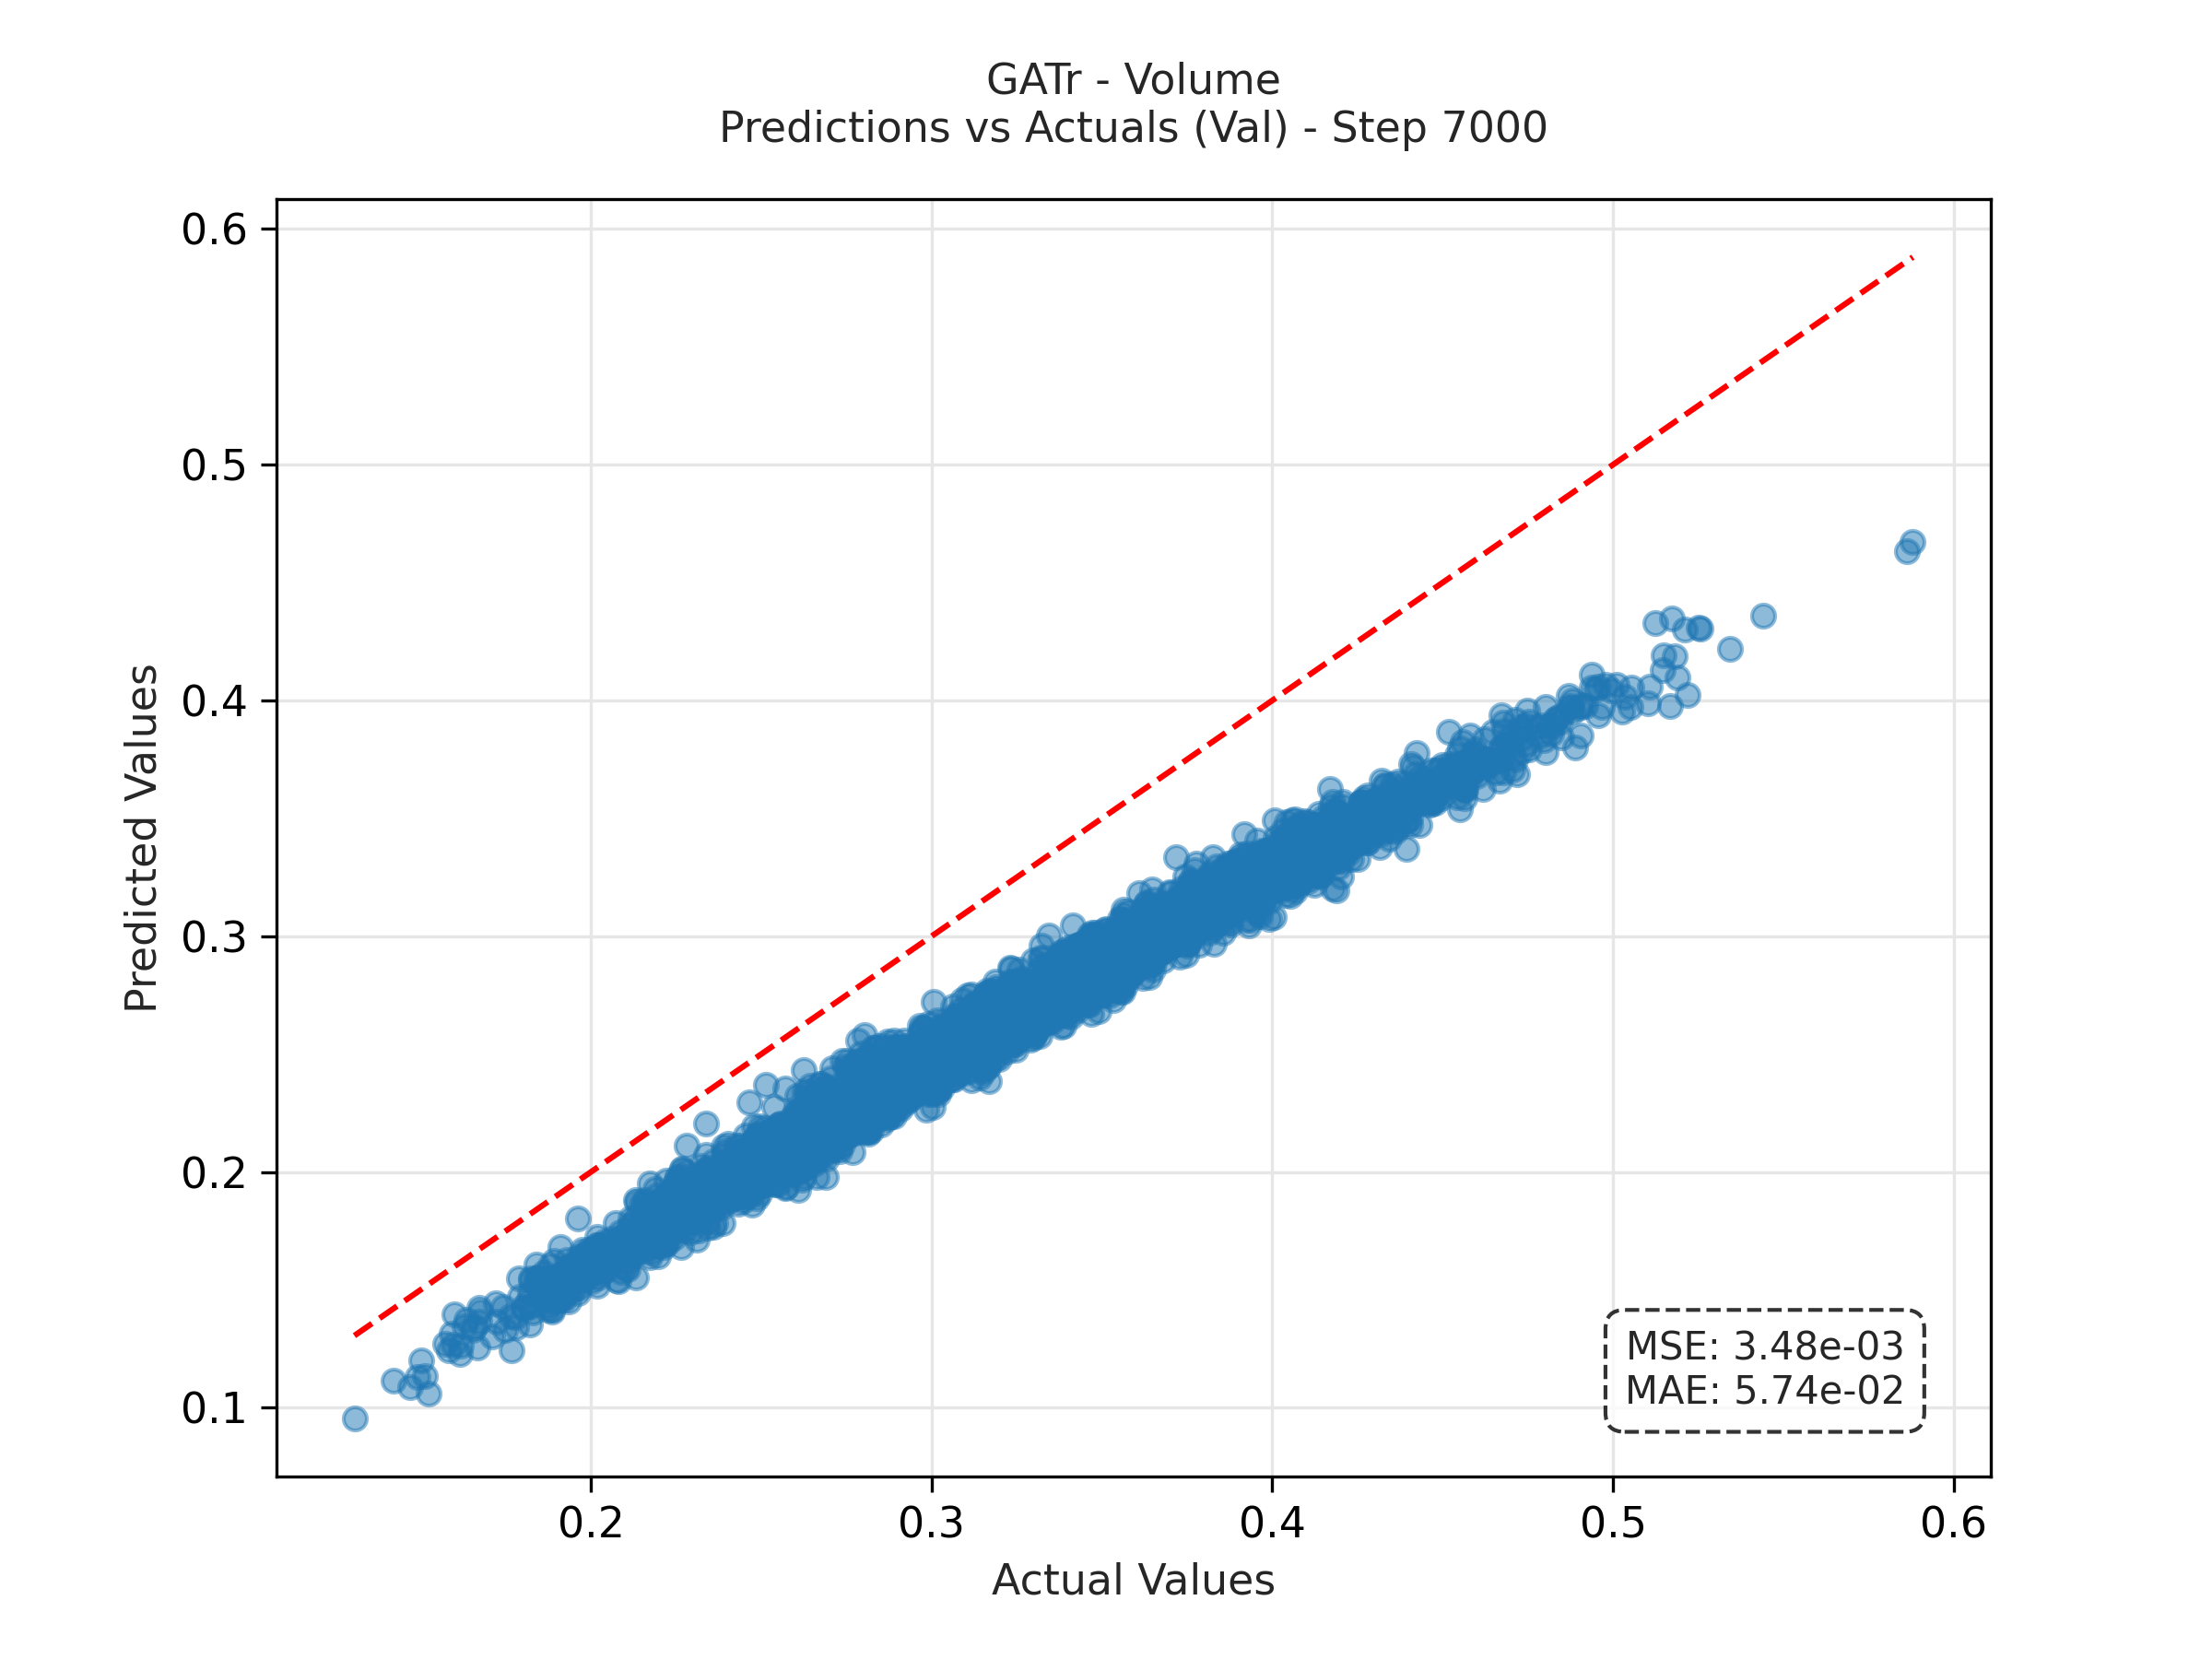 GATr - Volume
Predictions vs Actuals (Val) - Step 7000
0.6
0.5
0.4
0.3
0.2
0.1
Predicted Values
MSE: 3.48e-03
MAE: 5.74e-02
0.2
0.3
0.4
0.5
0.6
Actual Values